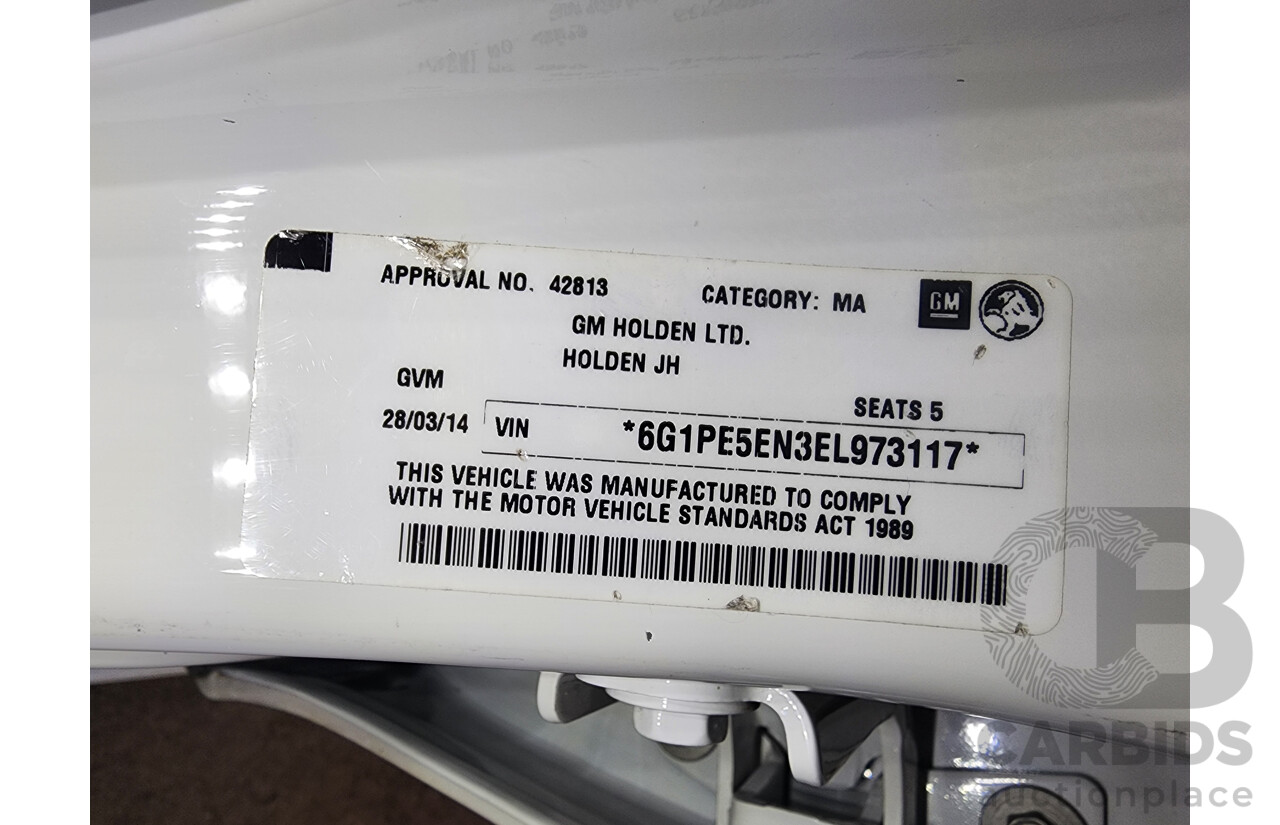 APPROVAL NO. 42813 CATEGORY: MA GM
GM HOLDEN LTD.
HOLDEN JH
GVM SEATS 5
28/03/14 VIN *6G1PE5EN3EL973117*
THIS VEHICLE WAS MANUFACTURED TO COMPLY
WITH THE MOTOR VEHICLE STANDARDS ACT 1989
CB
CARBIDS
auctionplace